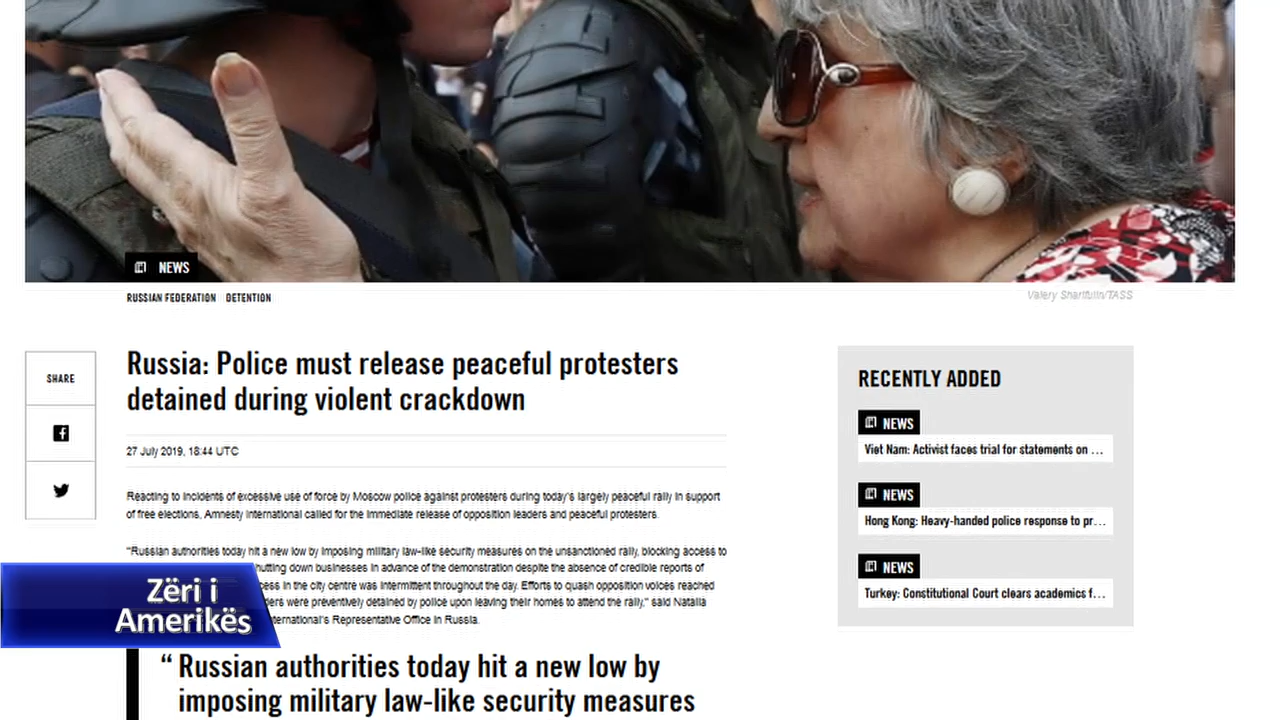 NEWS
RUSSIAN FEDERATION DETENTION
Valery Sharifulin/TASS
SHARE
Russia: Police must release peaceful protesters
detained during violent crackdown
27 July 2019, 18:44 UTC
Reacting to incidents of excessive use of force by Moscow police against protesters during today's largely peaceful rally in support
of free elections, Amnesty International called for the immediate release of opposition leaders and peaceful protesters.
"Russian authorities today hit a new low by imposing military law-like security measures on the unsanctioned rally, blocking access to
hutting down businesses in advance of the demonstration despite the absence of credible reports of
cess in the city centre was intermittent throughout the day. Efforts to quash opposition voices reached
ders were preventively detained by police upon leaving their homes to attend the rally," said Natalia
nternational's Representative Office in Russia.
“ Russian authorities today hit a new low by
imposing military law-like security measures
RECENTLY ADDED
NEWS
Viet Nam: Activist faces trial for statements on ...
NEWS
Hong Kong: Heavy-handed police response to pr...
NEWS
Turkey: Constitutional Court clears academics f...
Zëri i
Amerikës